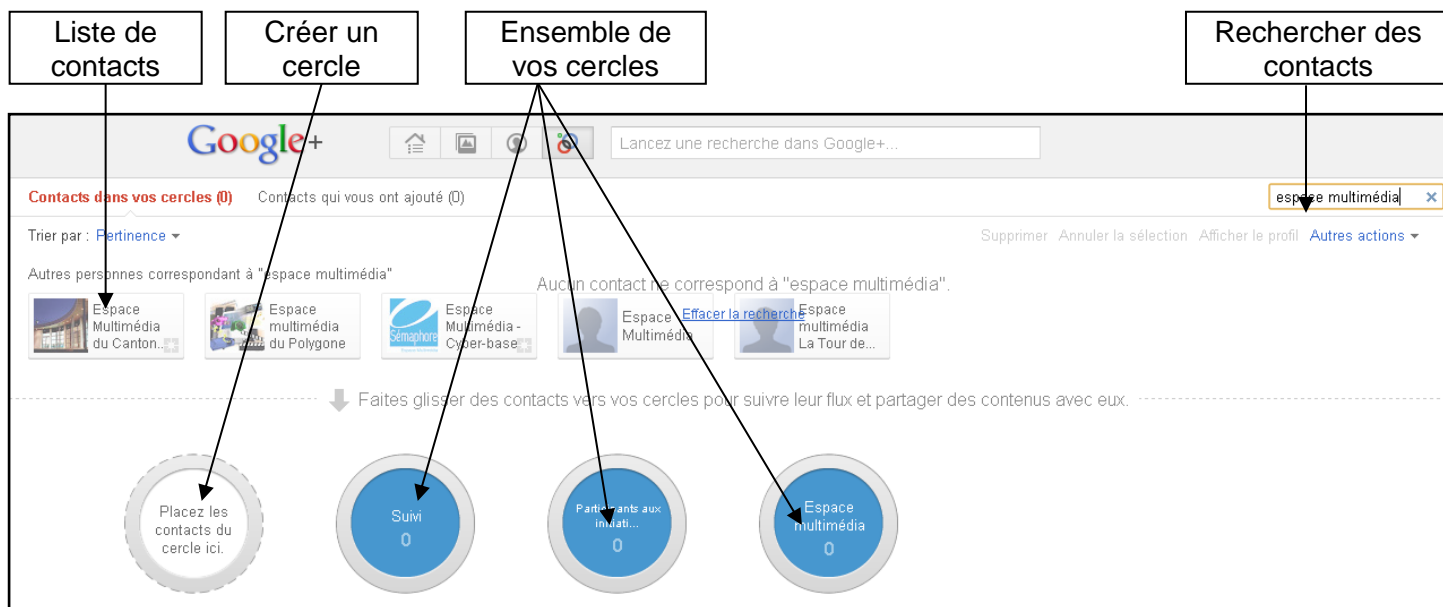 Liste de
contacts
Créer un
cercle
Ensemble de
vos cercles
Rechercher des
contacts
Google+
Lancez une recherche dans Google+...
Contacts dans vos cercles (0)
Contacts qui vous ont ajouté (0)
espace multimédia
Trier par : Pertinence
Supprimer Annuler la sélection Afficher le profil Autres actions
Autres personnes correspondant à "espace multimédia"
Aucun contact ne correspond à "espace multimédia".
Effacer la recherche
Espace
Multimédia
du Canton...
Espace
multimédia
du Polygone
Sémaphore
Espace
Multimédia -
Cyber-base
Espace
Multimédia
Espace
multimédia
La Tour de...
Faites glisser des contacts vers vos cercles pour suivre leur flux et partager des contenus avec eux.
Placez les
contacts du
cercle ici.
Suivi
0
Participants aux
initiati...
0
Espace
multimédia
0